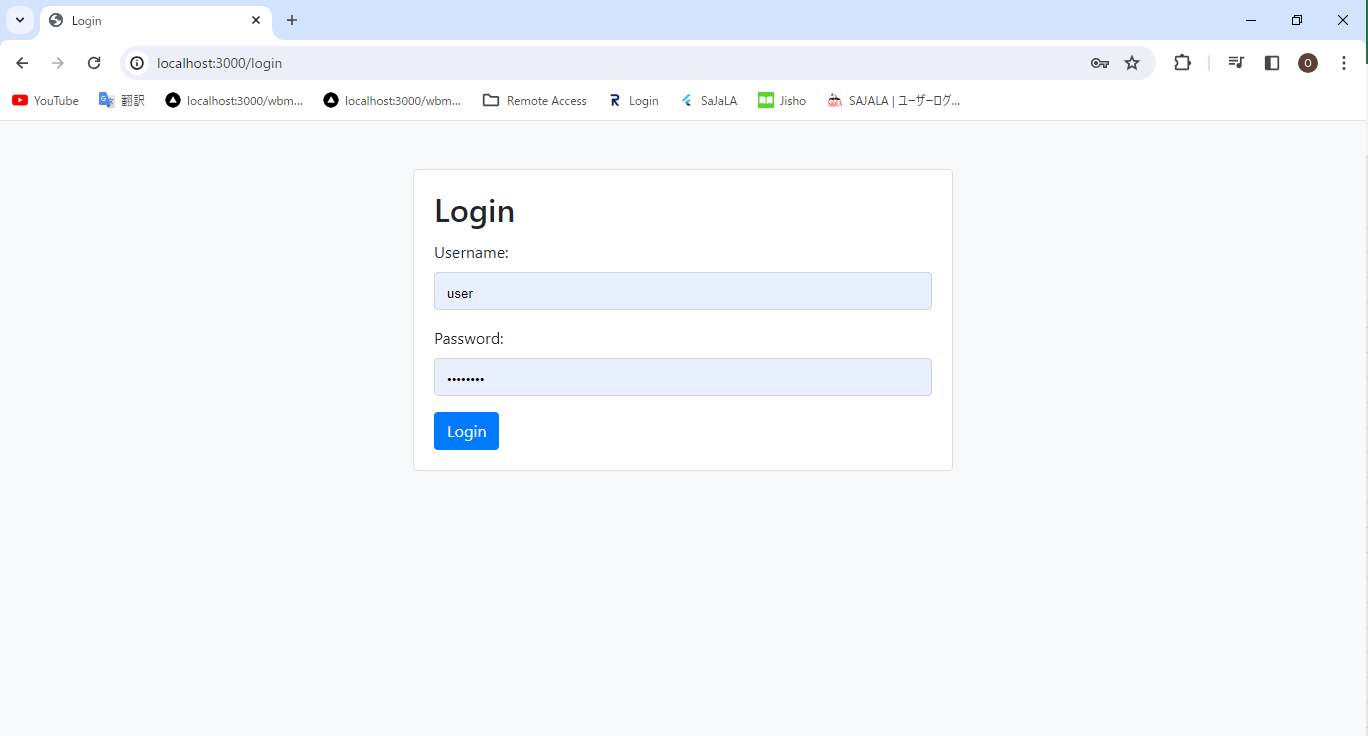 Login
localhost:3000/login
O
YouTube 翻訳 localhost:3000/wbm... localhost:3000/wbm... Remote Access Login SaJaLA Jisho SAJALA | ユーザーログ...
Login
Username:
user
Password:
••••••••
Login